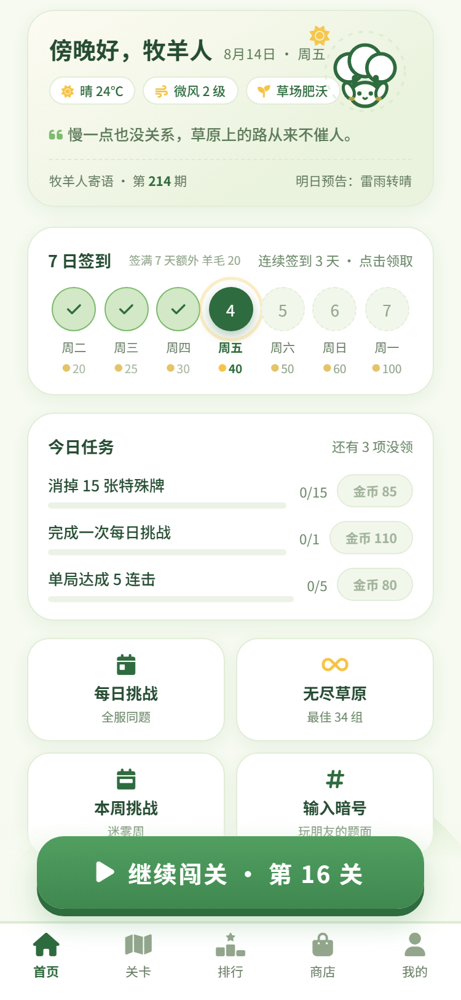 傍晚好，牧羊人 8月14日 · 周五
晴 24℃ 微风 2 级 草场肥沃
慢一点也没关系，草原上的路从来不催人。
牧羊人寄语 · 第 214 期 明日预告：雷雨转晴
7 日签到 签满 7 天额外 羊毛 20 连续签到 3 天 · 点击领取
4 5 6 7
周二 周三 周四 周五 周六 周日 周一
20 25 30 40 50 60 100
今日任务 还有 3 项没领
消掉 15 张特殊牌 0/15 金币 85
完成一次每日挑战 0/1 金币 110
单局达成 5 连击 0/5 金币 80
每日挑战 无尽草原
全服同题 最佳 34 组
本周挑战 输入暗号
迷雾周 玩朋友的题面
继续闯关 · 第 16 关
首页 关卡 排行 商店 我的